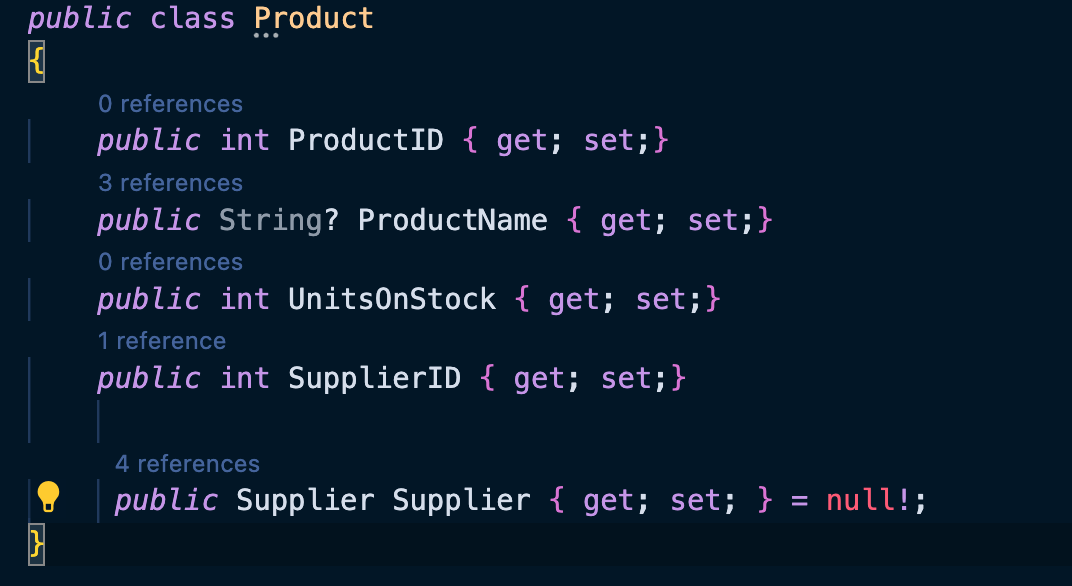 public class Product
{
0 references
public int ProductID { get; set;}
3 references
public String? ProductName { get; set;}
0 references
public int UnitsOnStock { get; set;}
1 reference
public int SupplierID { get; set;}
4 references
public Supplier Supplier { get; set; } = null!;
}